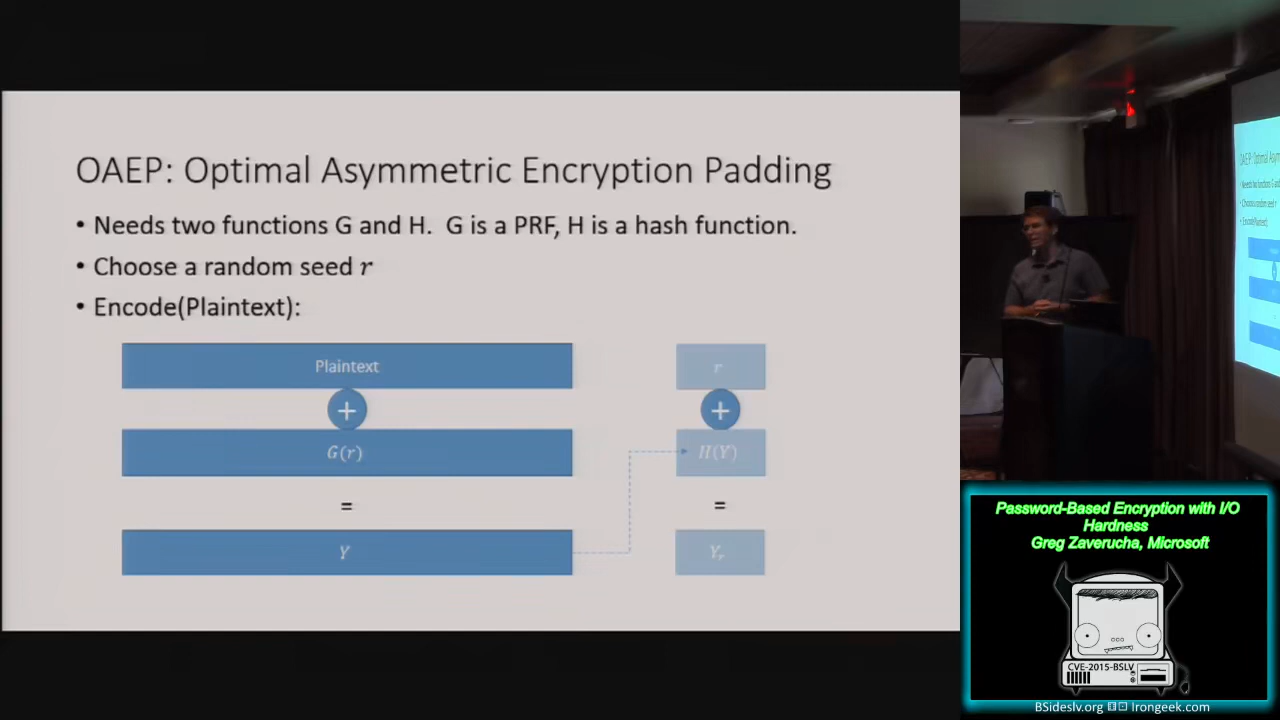 OAEP: Optimal Asymmetric Encryption Padding
• Needs two functions G and H. G is a PRF, H is a hash function.
• Choose a random seed r
• Encode(Plaintext):
Plaintext
r
+
+
G(r)
H(Y)
=
=
Y
Yᵣ
Password-Based Encryption with I/O
Hardness
Greg Zaverucha, Microsoft
CVE-2015-BSLV
BSideslv.org
Irongeek.com